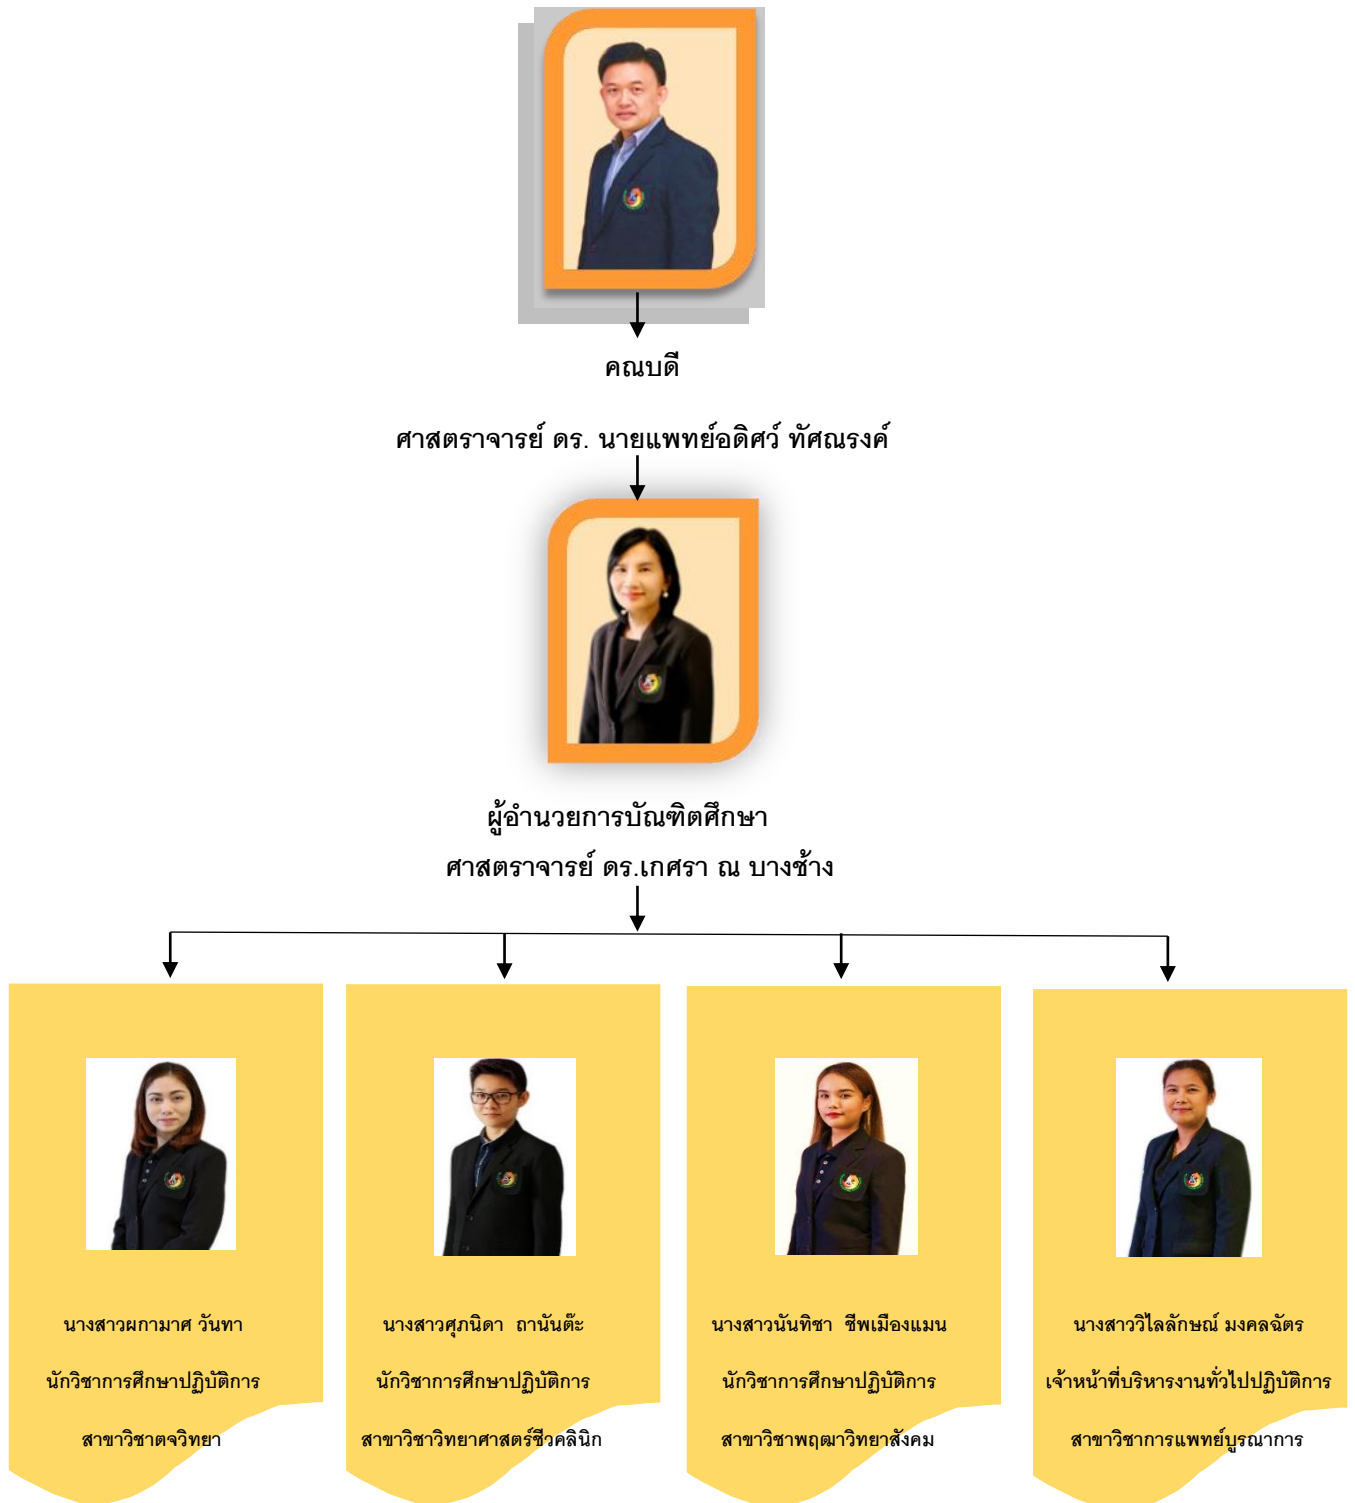 คณบดี
ศาสตราจารย์ ดร. นายแพทย์อดิศว์ ทัศณรงค์
ผู้อำนวยการบัณฑิตศึกษา
ศาสตราจารย์ ดร.เกศรา ณ บางช้าง
นางสาวผกามาศ วันทา
นักวิชาการศึกษาปฏิบัติการ
สาขาวิชาตจวิทยา
นางสาวศุภนิดา ถานันต๊ะ
นักวิชาการศึกษาปฏิบัติการ
สาขาวิชาวิทยาศาสตร์ชีวคลินิก
นางสาวนันทิชา ชีพเมืองแมน
นักวิชาการศึกษาปฏิบัติการ
สาขาวิชาพฤฒาวิทยาสังคม
นางสาววิไลลักษณ์ มงคลฉัตร
เจ้าหน้าที่บริหารงานทั่วไปปฏิบัติการ
สาขาวิชาการแพทย์บูรณาการ